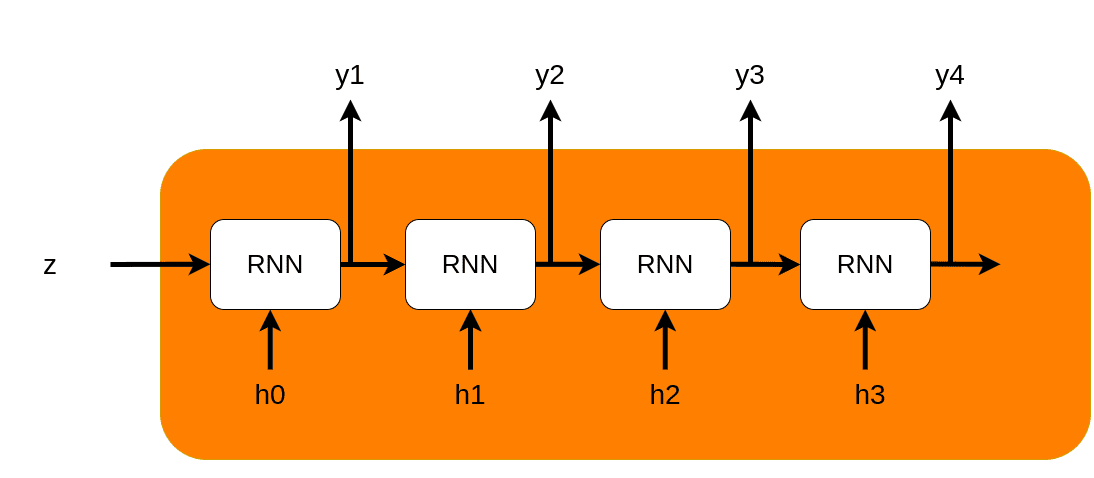 y1 y2 y3 y4
z RNN RNN RNN RNN
h0 h1 h2 h3